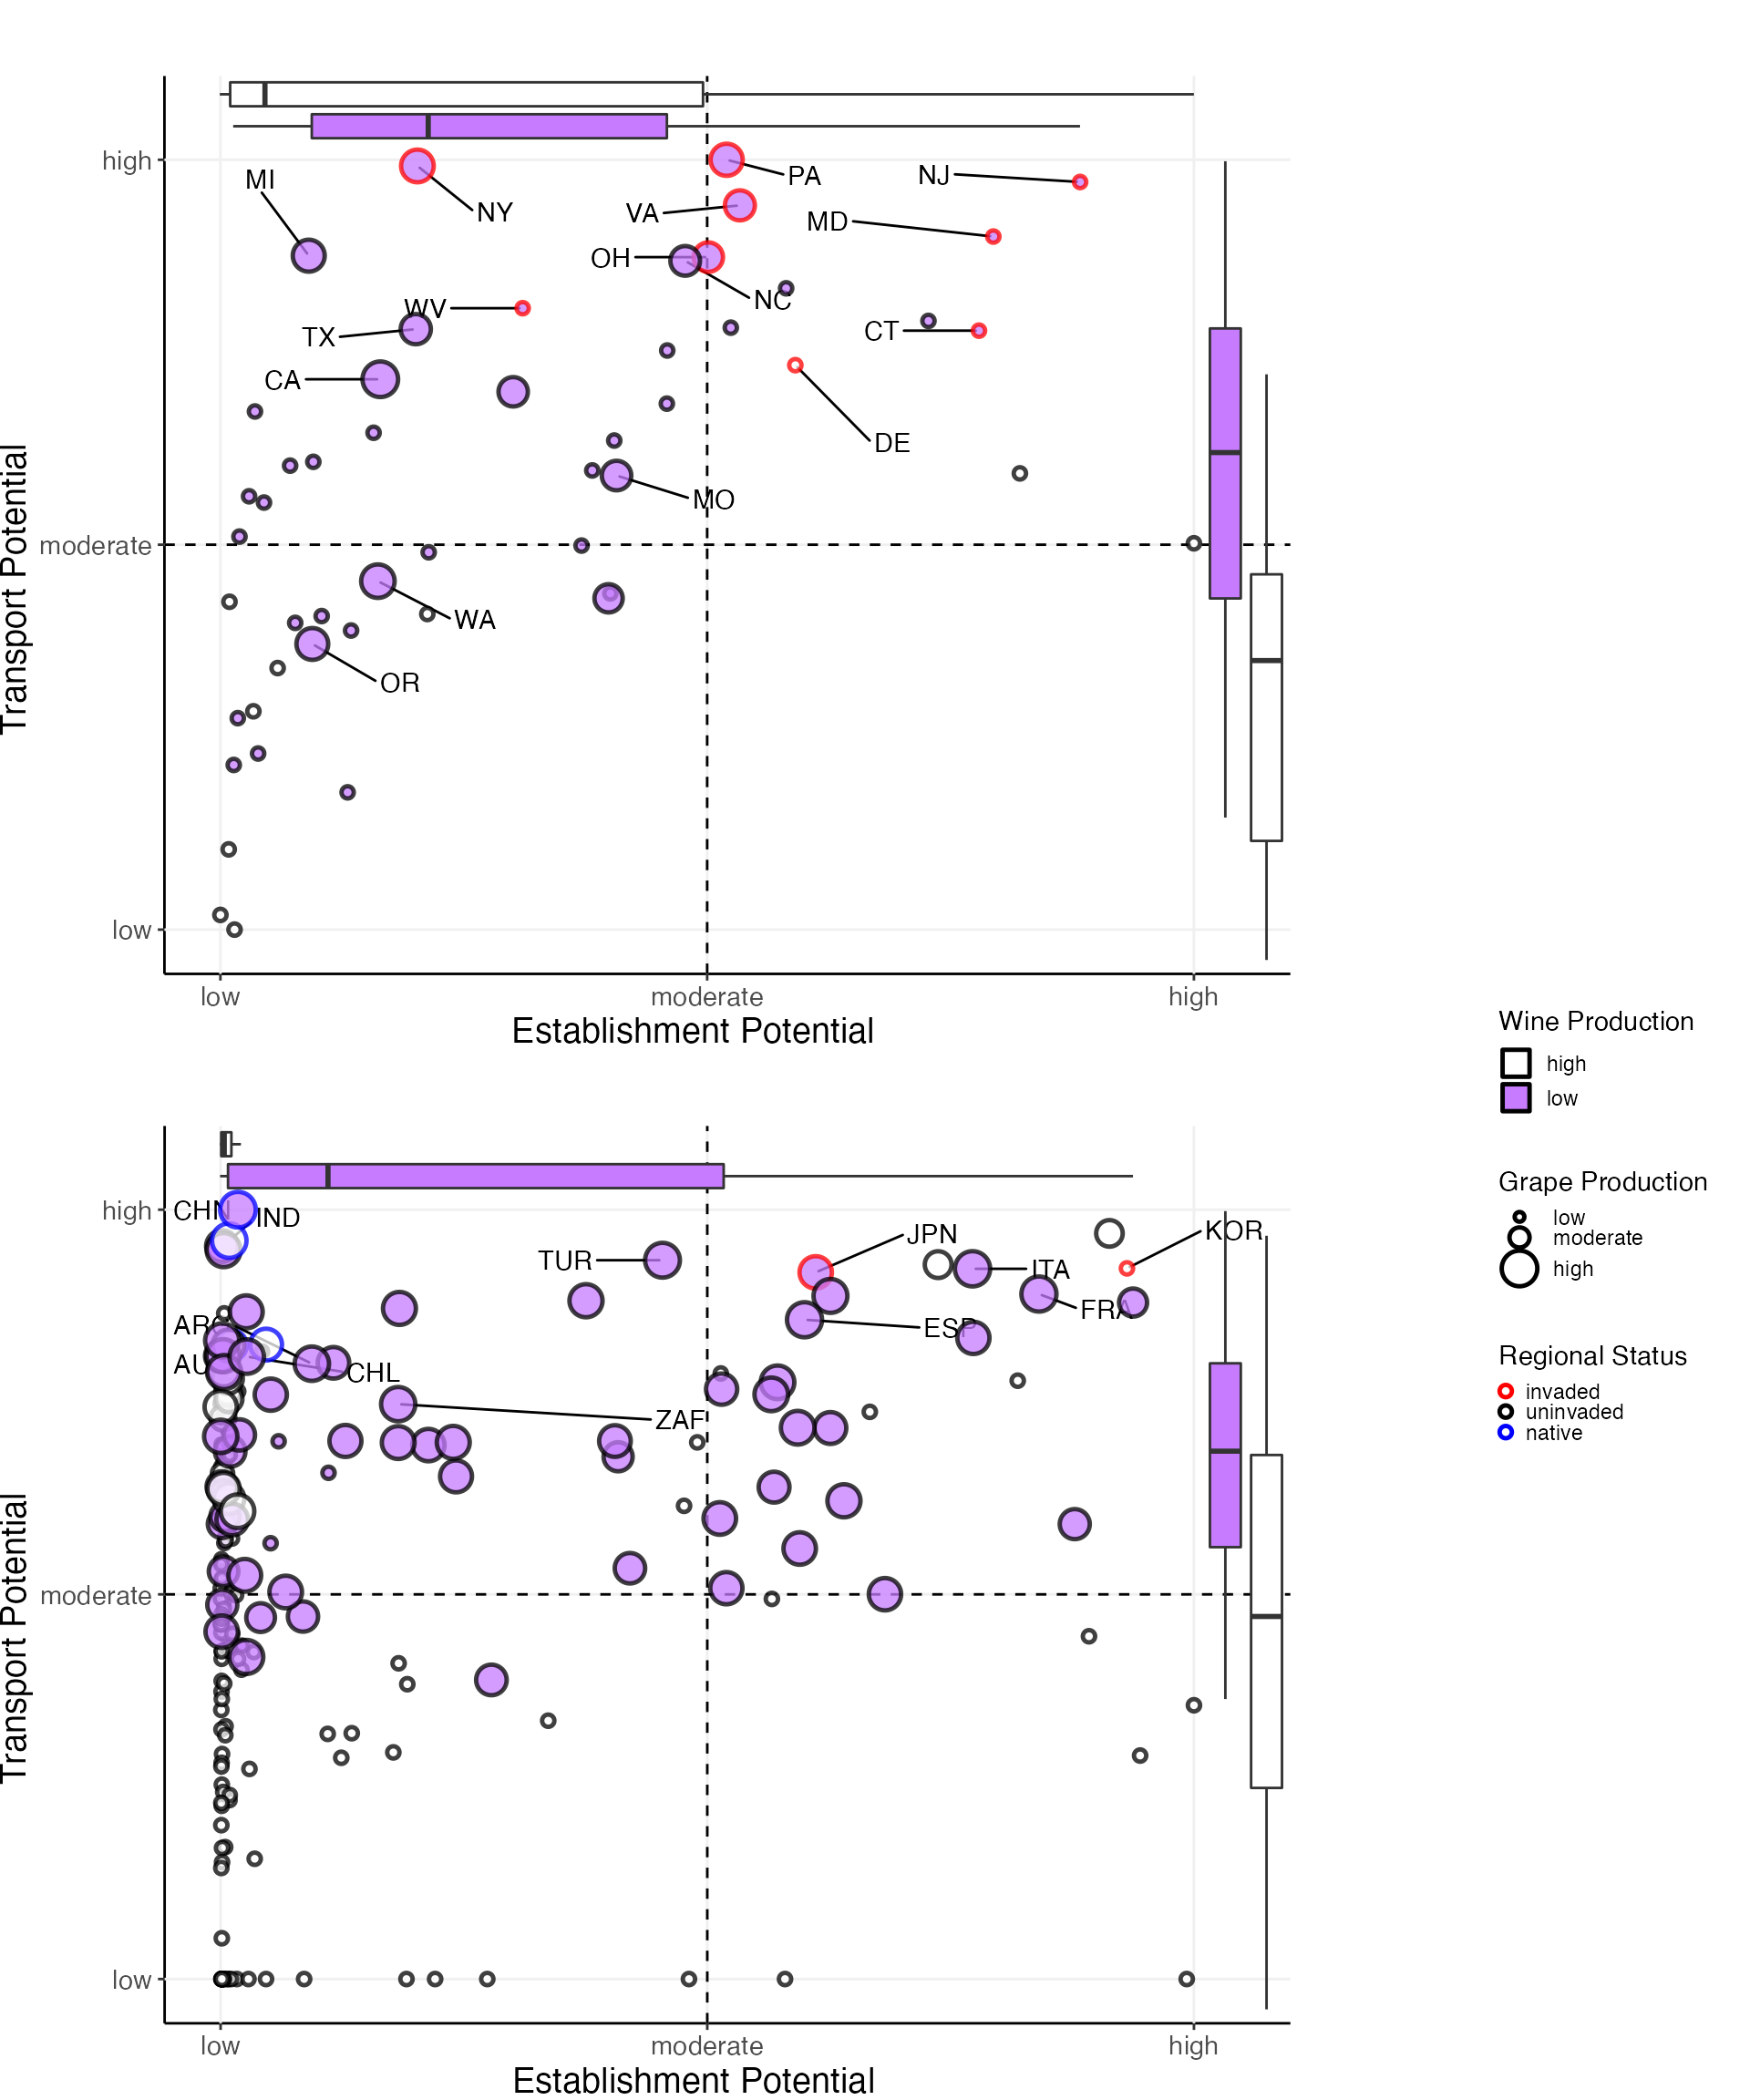 high
MI
NY
PA
NJ
VA
MD
OH
NC
WV
TX
CT
CA
DE
MO
Transport Potential
moderate
WA
OR
low
low
moderate
high
Establishment Potential
Wine Production
high
low
Grape Production
low
moderate
high
Regional Status
invaded
uninvaded
native
high
CHN
IND
JPN
KOR
TUR
ITA
FRA
ARG
ESP
AU
CHL
ZAF
Transport Potential
moderate
low
low
moderate
high
Establishment Potential